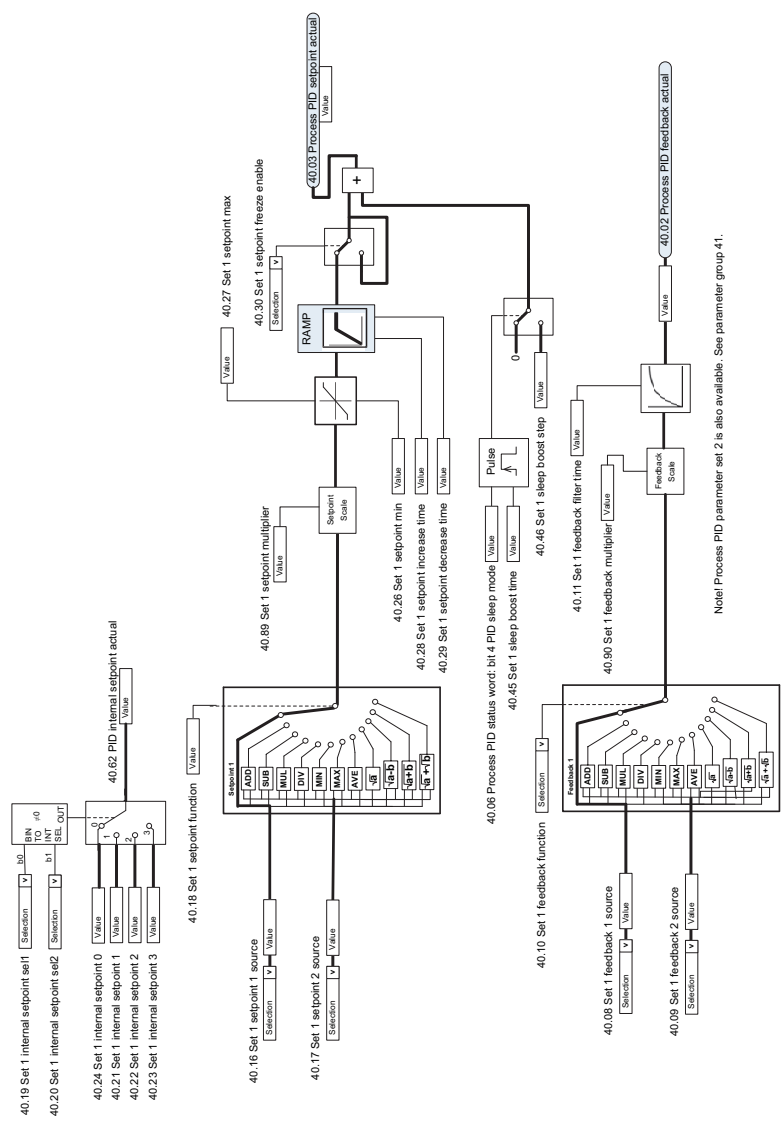 40.19 Set 1 internal setpoint sel1
Selection
v
b0
40.20 Set 1 internal setpoint sel2
Selection
v
b1
BIN
TO
INT
SEL OUT
≠0
40.24 Set 1 internal setpoint 0
Value
0
40.21 Set 1 internal setpoint 1
Value
1
40.22 Set 1 internal setpoint 2
Value
2
40.23 Set 1 internal setpoint 3
Value
3
40.62 PID internal setpoint actual
Value
40.18 Set 1 setpoint function
Value
40.16 Set 1 setpoint 1 source
Selection
v
Value
40.17 Set 1 setpoint 2 source
Selection
v
Value
Setpoint 1
ADD
SUB
MUL
DIV
MIN
MAX
AVE
√a
√a-b
√a+b
√a+√b
40.89 Set 1 setpoint multiplier
Value
Setpoint
Scale
40.27 Set 1 setpoint max
Value
40.26 Set 1 setpoint min
Value
40.28 Set 1 setpoint increase time
Value
40.29 Set 1 setpoint decrease time
Value
RAMP
40.30 Set 1 setpoint freeze enable
Selection
v
+
40.03 Process PID setpoint actual
Value
40.06 Process PID status word: bit 4 PID sleep mode
Value
40.45 Set 1 sleep boost time
Value
Pulse
0
40.46 Set 1 sleep boost step
Value
40.10 Set 1 feedback function
Selection
v
40.08 Set 1 feedback 1 source
Selection
v
Value
40.09 Set 1 feedback 2 source
Selection
v
Value
Feedback 1
ADD
SUB
MUL
DIV
MIN
MAX
AVE
√a
√a-b
√a+b
√a+√b
40.90 Set 1 feedback multiplier
Value
Feedback
Scale
40.11 Set 1 feedback filter time
Value
Value
40.02 Process PID feedback actual
Note! Process PID parameter set 2 is also available. See parameter group 41.